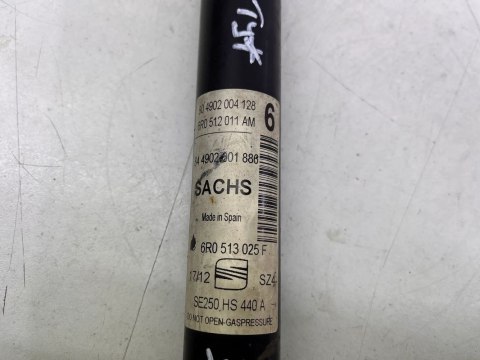 4902 004 128
6R0 512 011 AM
6
4902 001 880
SACHS
Made in Spain
6R0 513 025 F
17/12
SZ4
SE250 HS 440 A
DO NOT OPEN-GASPRESSURE